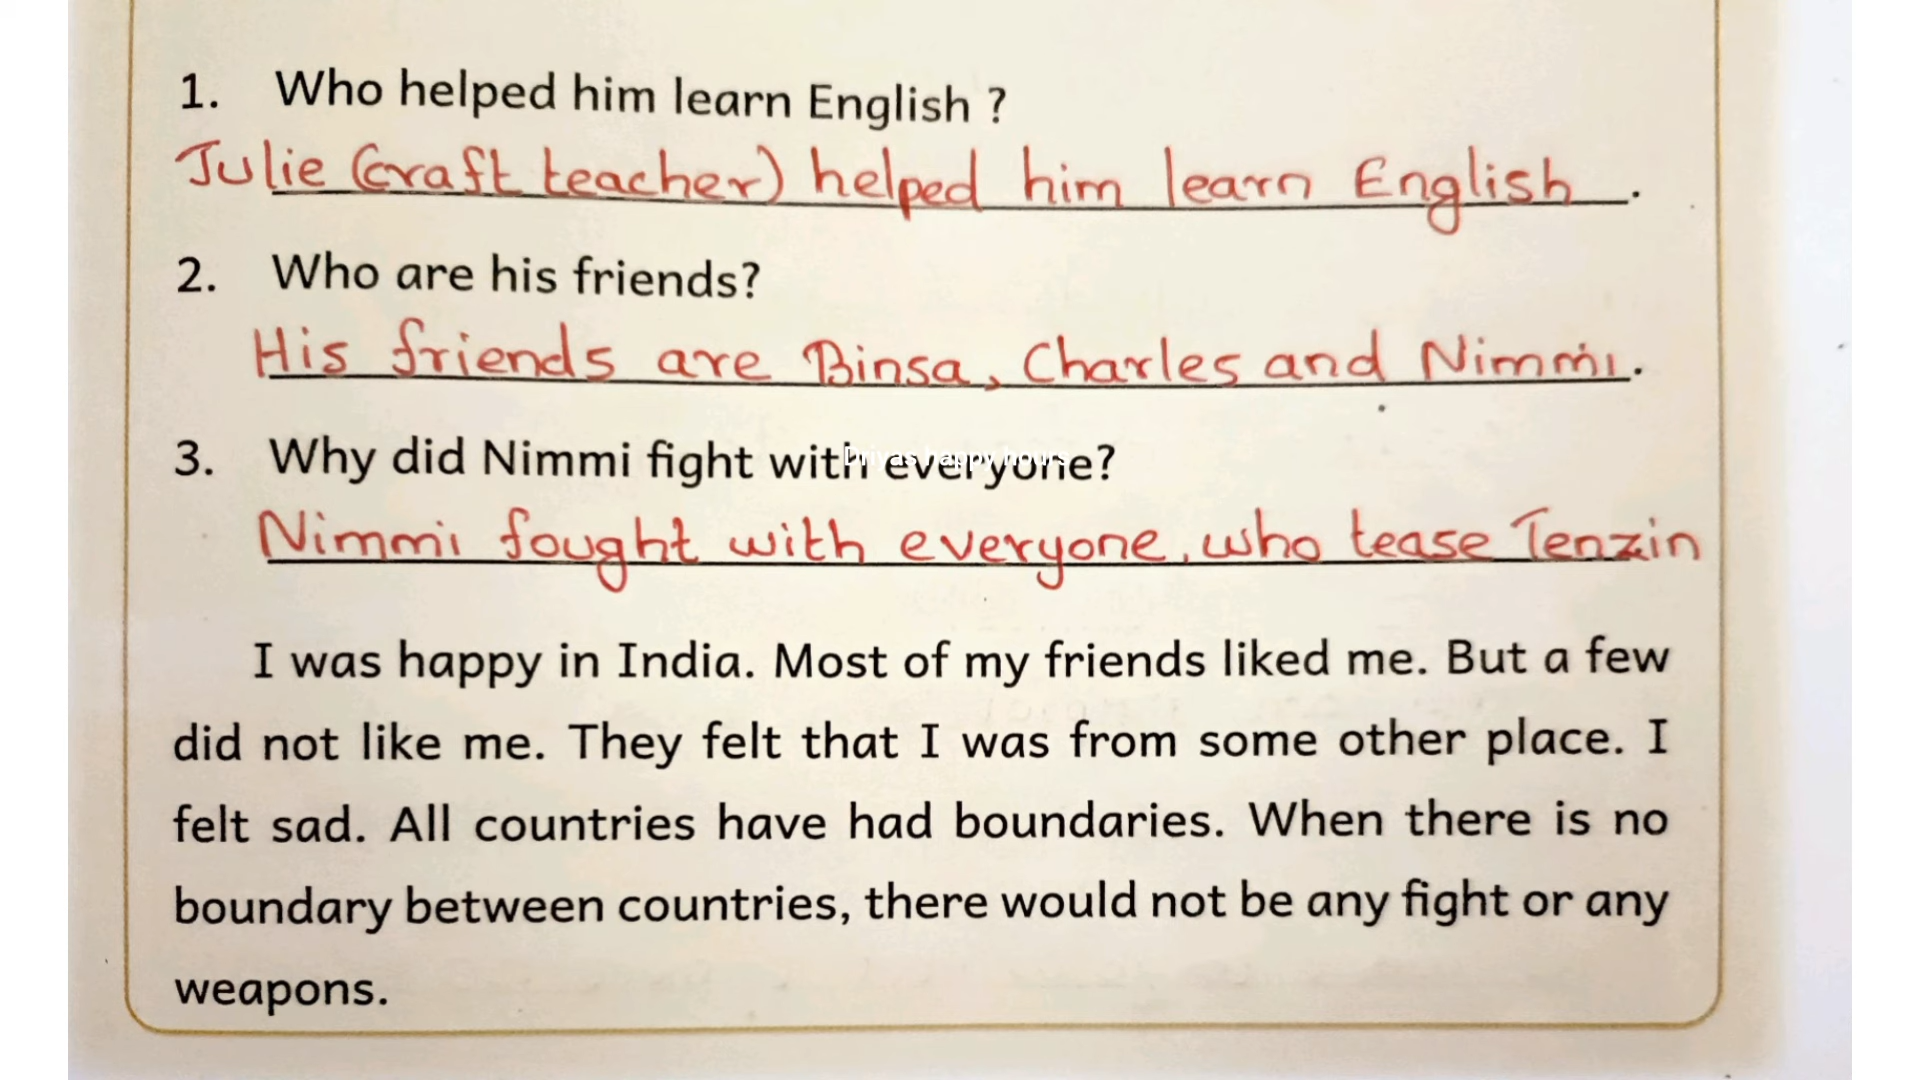 1. Who helped him learn English ?
Julie (craft teacher) helped him learn English.
2. Who are his friends?
His friends are Binsa, Charles and Nimmi.
3. Why did Nimmi fight with everyone?
Driyas happy hours
Nimmi fought with everyone, who tease Tenzin
I was happy in India. Most of my friends liked me. But a few
did not like me. They felt that I was from some other place. I
felt sad. All countries have had boundaries. When there is no
boundary between countries, there would not be any fight or any
weapons.